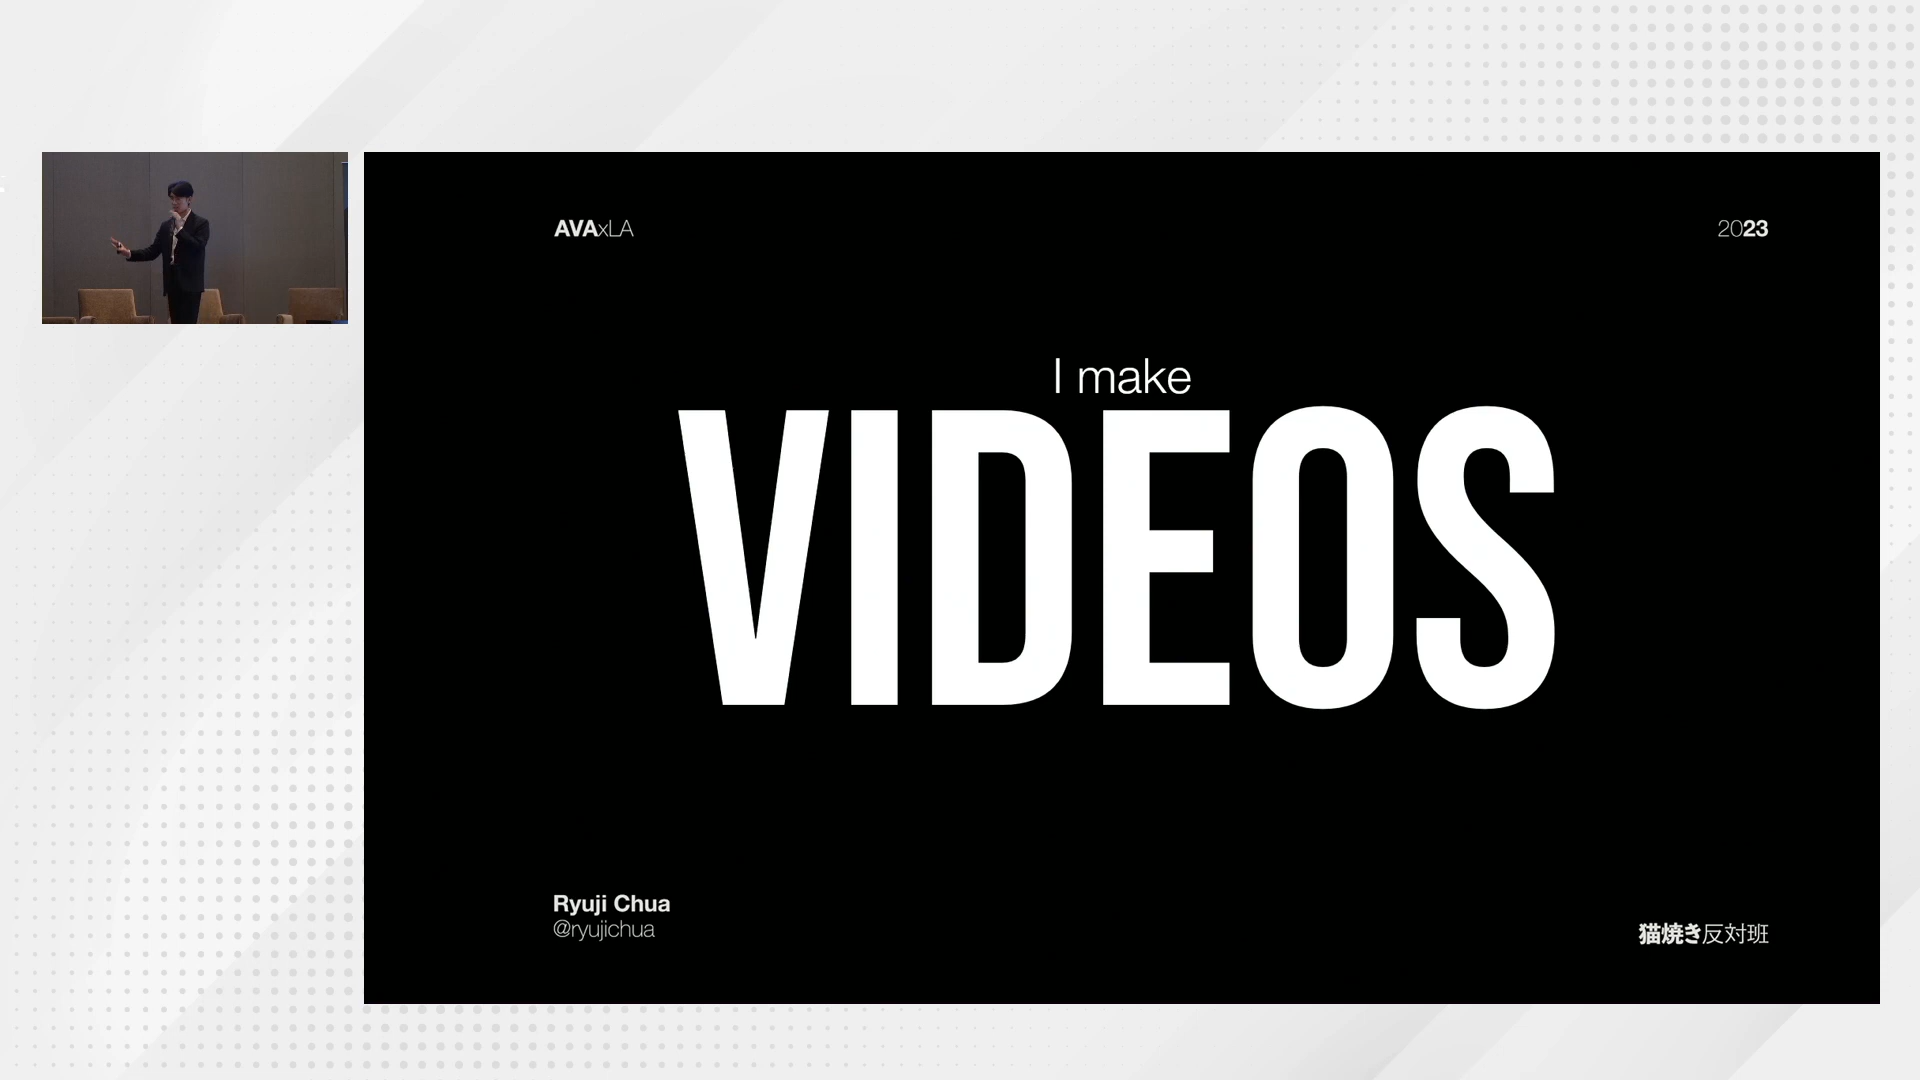 AVAxLA
2023
I make
VIDEOS
Ryuji Chua
@ryujichua
猫焼き反対班